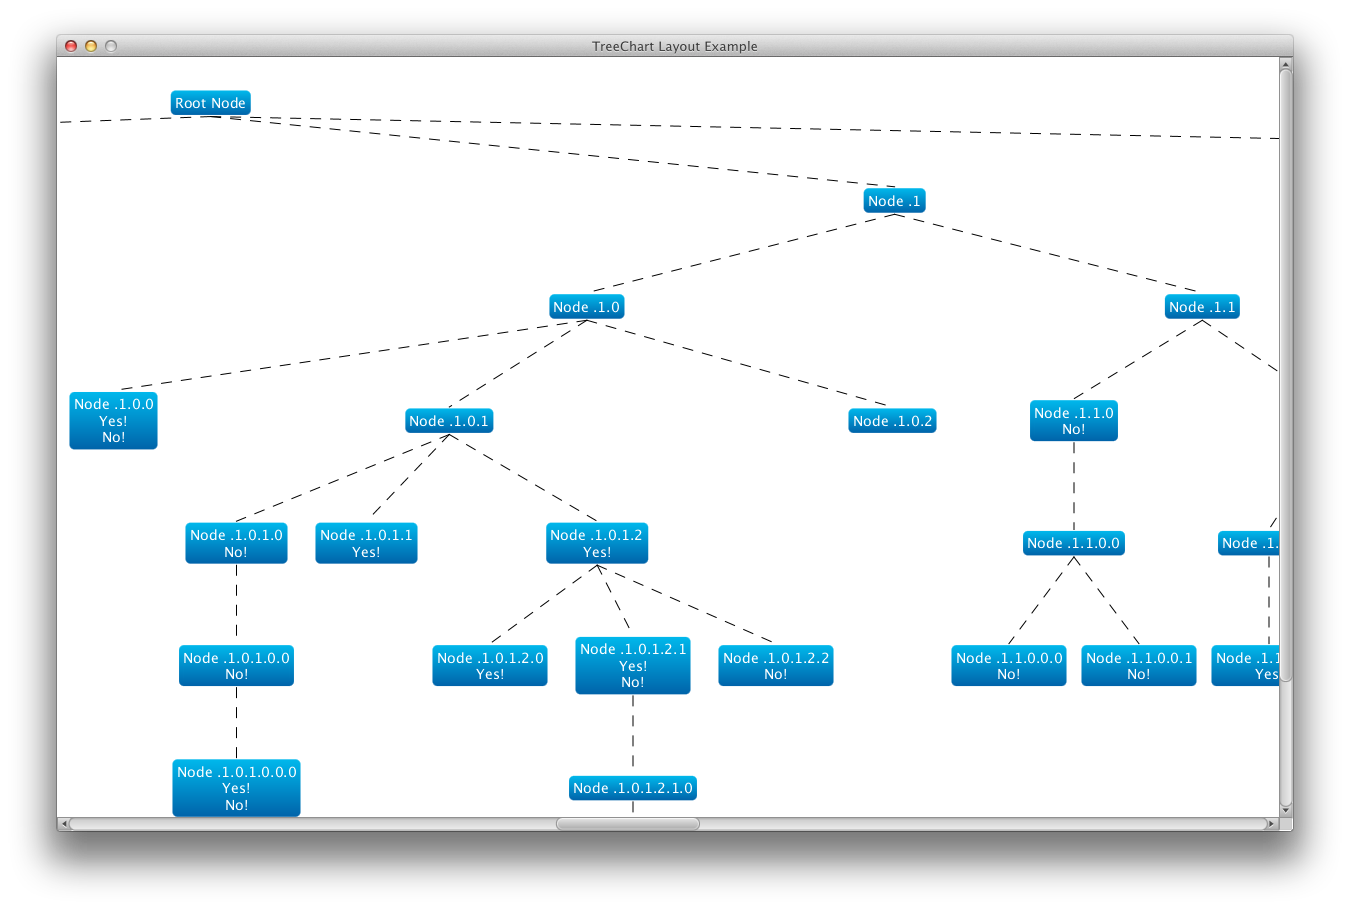 TreeChart Layout Example
Root Node
Node .1
Node .1.0
Node .1.1
Node .1.0.0
Yes!
No!
Node .1.0.1
Node .1.0.2
Node .1.1.0
No!
Node .1.0.1.0
No!
Node .1.0.1.1
Yes!
Node .1.0.1.2
Yes!
Node .1.1.0.0
Node .1.
Node .1.0.1.0.0
No!
Node .1.0.1.2.0
Yes!
Node .1.0.1.2.1
Yes!
No!
Node .1.0.1.2.2
No!
Node .1.1.0.0.0
No!
Node .1.1.0.0.1
No!
Node .1.1
Yes
Node .1.0.1.0.0.0
Yes!
No!
Node .1.0.1.2.1.0